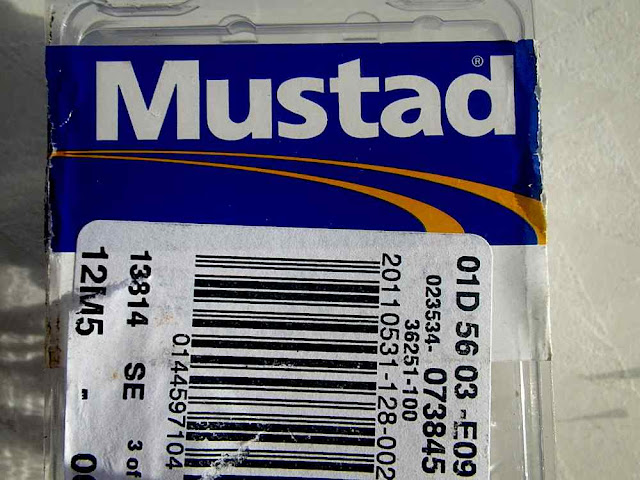 Mustad®
01D 56 03 -E09
023534- 073845
36251-100
20110531-128-002
0144597104
13814 SE 3 of
12M5 -